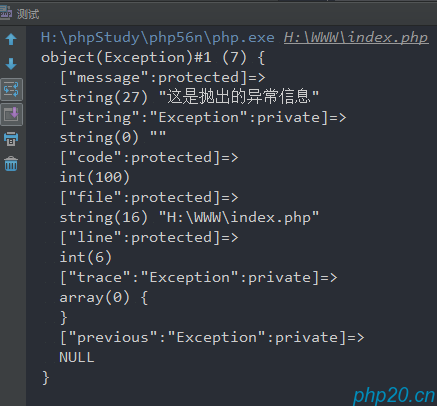 测试
H:\phpStudy\php56n\php.exe H:\WWW\index.php
object(Exception)#1 (7) {
  ["message":protected]=>
  string(27) "这是抛出的异常信息"
  ["string":"Exception":private]=>
  string(0) ""
  ["code":protected]=>
  int(100)
  ["file":protected]=>
  string(16) "H:\WWW\index.php"
  ["line":protected]=>
  int(6)
  ["trace":"Exception":private]=>
  array(0) {
  }
  ["previous":"Exception":private]=>
  NULL
}
php20.cn